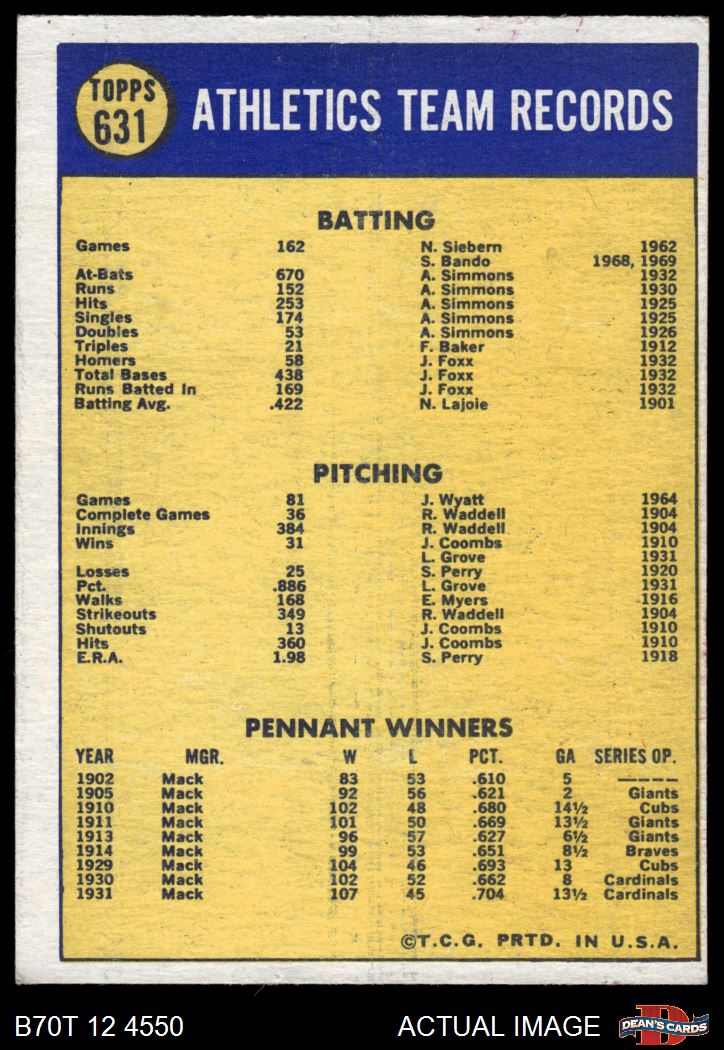 TOPPS
631
ATHLETICS TEAM RECORDS
BATTING
Games 162 N. Siebern 1962
S. Bando 1968, 1969
At-Bats 670 A. Simmons 1932
Runs 152 A. Simmons 1930
Hits 253 A. Simmons 1925
Singles 174 A. Simmons 1925
Doubles 53 A. Simmons 1926
Triples 21 F. Baker 1912
Homers 58 J. Foxx 1932
Total Bases 438 J. Foxx 1932
Runs Batted In 169 J. Foxx 1932
Batting Avg. .422 N. Lajoie 1901
PITCHING
Games 81 J. Wyatt 1964
Complete Games 36 R. Waddell 1904
Innings 384 R. Waddell 1904
Wins 31 J. Coombs 1910
L. Grove 1931
Losses 25 S. Perry 1920
Pct. .886 L. Grove 1931
Walks 168 E. Myers 1916
Strikeouts 349 R. Waddell 1904
Shutouts 13 J. Coombs 1910
Hits 360 J. Coombs 1910
E.R.A. 1.98 S. Perry 1918
PENNANT WINNERS
YEAR MGR. W L PCT. GA SERIES OP.
1902 Mack 83 53 .610 5 -----
1905 Mack 92 56 .621 2 Giants
1910 Mack 102 48 .680 14½ Cubs
1911 Mack 101 50 .669 13½ Giants
1913 Mack 96 57 .627 6½ Giants
1914 Mack 99 53 .651 8½ Braves
1929 Mack 104 46 .693 13 Cubs
1930 Mack 102 52 .662 8 Cardinals
1931 Mack 107 45 .704 13½ Cardinals
©T.C.G. PRTD. IN U.S.A.
B70T 12 4550 ACTUAL IMAGE D DEAN'S CARDS